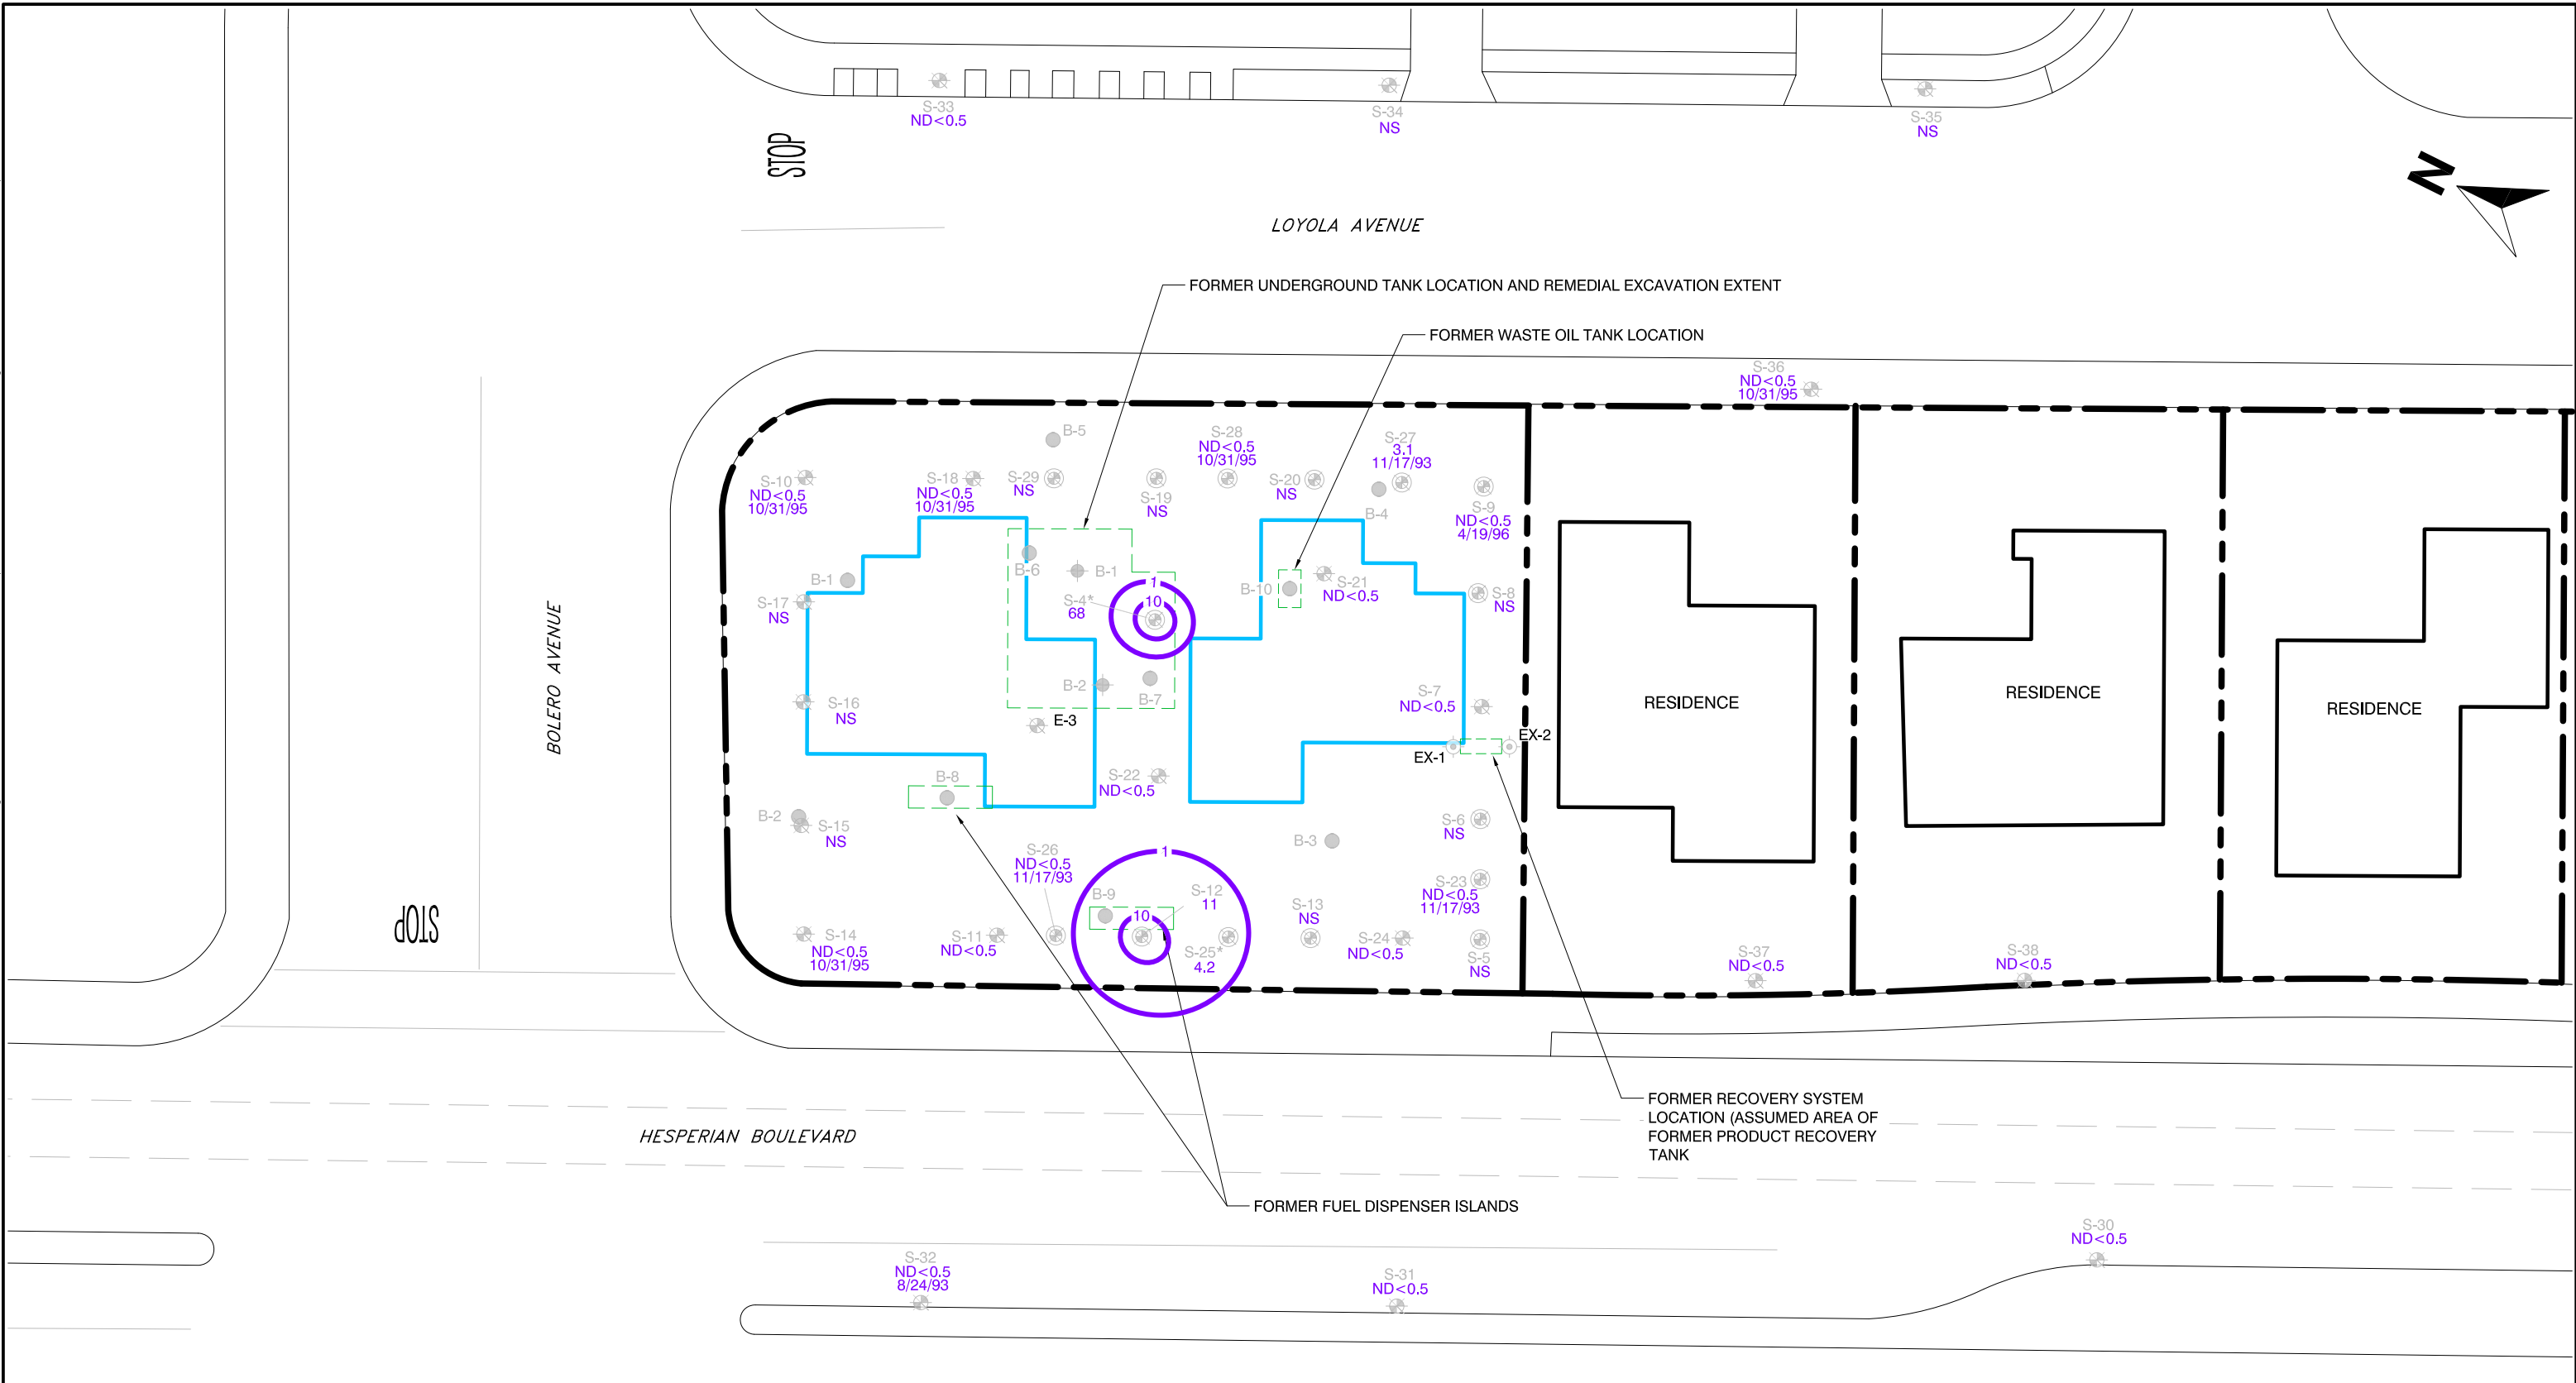 S-33
ND<0.5
S-34
NS
S-35
NS
STOP
N
LOYOLA AVENUE
FORMER UNDERGROUND TANK LOCATION AND REMEDIAL EXCAVATION EXTENT
FORMER WASTE OIL TANK LOCATION
S-36
ND<0.5
10/31/95
B-5
S-28
ND<0.5
10/31/95
S-27
3.1
11/17/93
S-10
ND<0.5
10/31/95
S-18
ND<0.5
10/31/95
S-29
NS
S-19
NS
S-20
NS
B-4
S-9
ND<0.5
4/19/96
B-1
B-6
B-1
S-4*
68
1
10
B-10
S-21
ND<0.5
S-8
NS
S-17
NS
BOLERO AVENUE
S-16
NS
B-2
B-7
E-3
S-7
ND<0.5
EX-1
EX-2
RESIDENCE
RESIDENCE
RESIDENCE
B-8
S-22
ND<0.5
B-2
S-15
NS
B-3
S-6
NS
S-26
ND<0.5
11/17/93
1
B-9
10
S-12
11
S-25*
4.2
S-13
NS
S-23
ND<0.5
11/17/93
STOP
S-14
ND<0.5
10/31/95
S-11
ND<0.5
S-24
ND<0.5
S-5
NS
S-37
ND<0.5
S-38
ND<0.5
FORMER RECOVERY SYSTEM
LOCATION (ASSUMED AREA OF
FORMER PRODUCT RECOVERY
TANK
HESPERIAN BOULEVARD
FORMER FUEL DISPENSER ISLANDS
S-32
ND<0.5
8/24/93
S-31
ND<0.5
S-30
ND<0.5